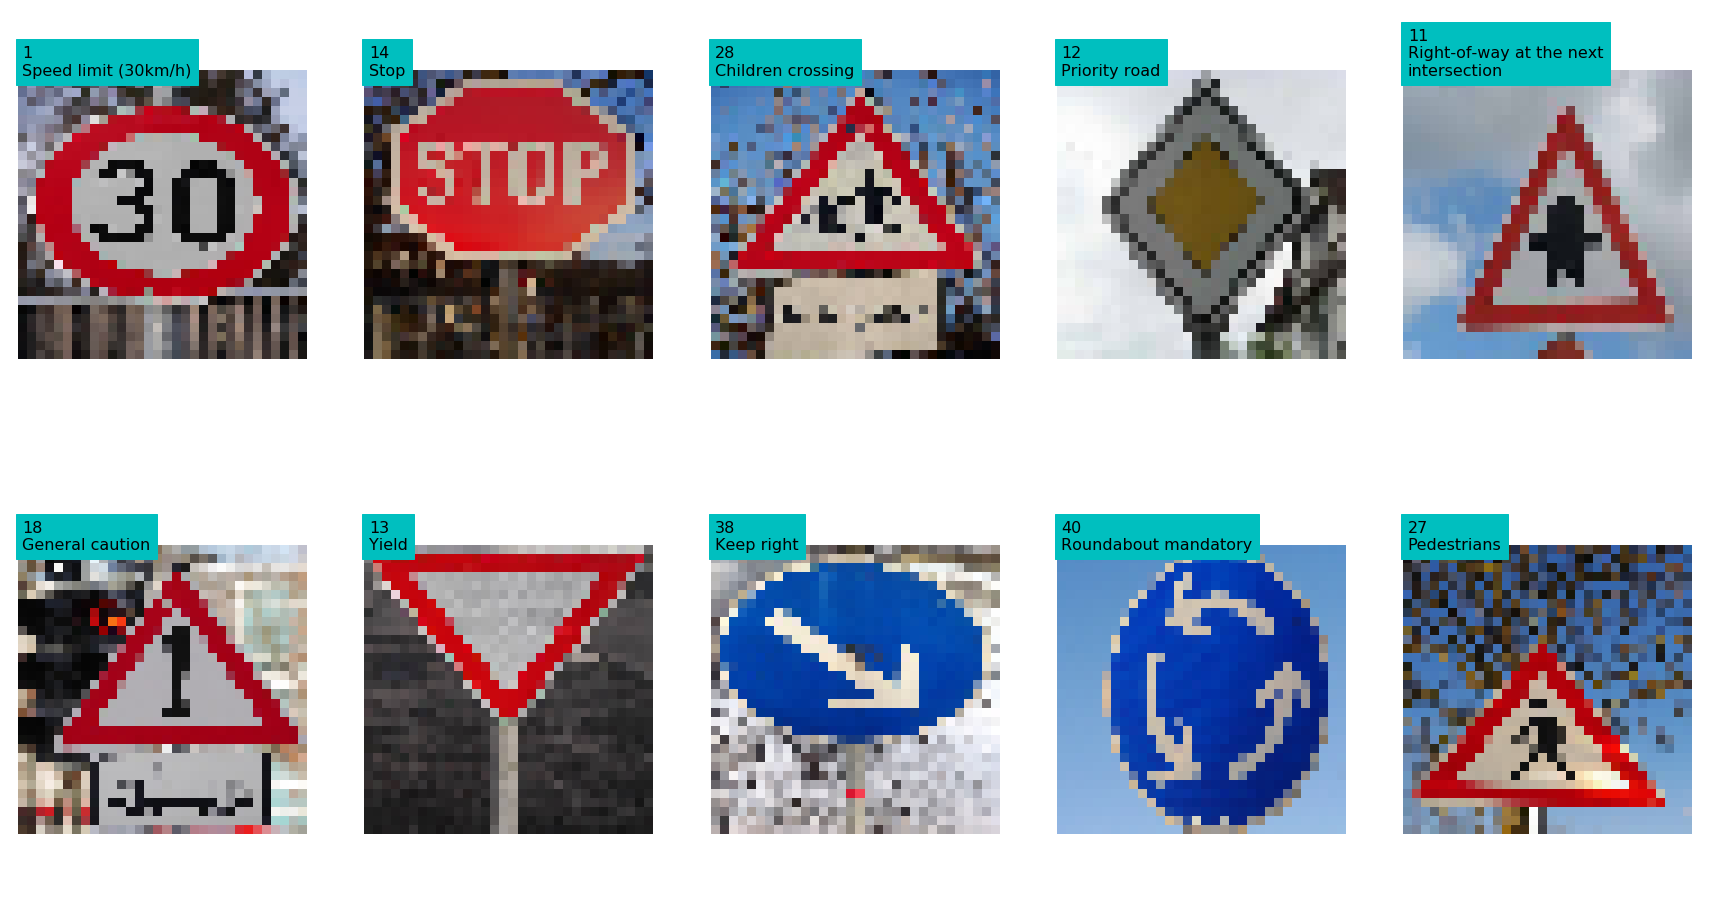 1
Speed limit (30km/h)
14
Stop
28
Children crossing
12
Priority road
11
Right-of-way at the next
intersection
30
STOP
18
General caution
13
Yield
38
Keep right
40
Roundabout mandatory
27
Pedestrians